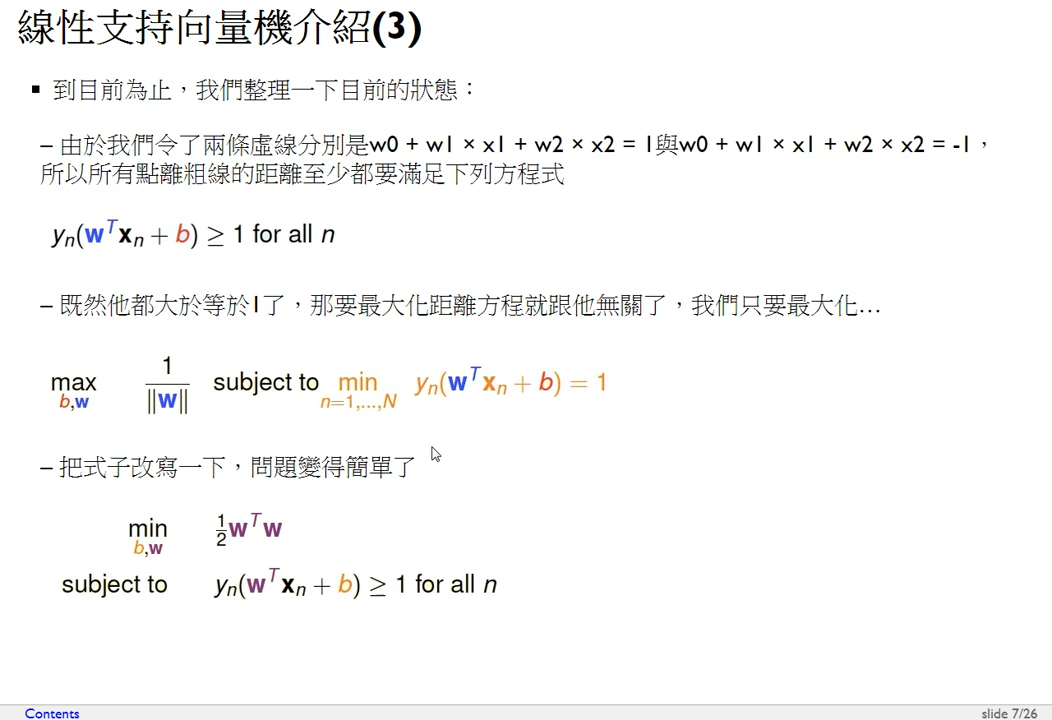 線性支持向量機介紹(3)
▪ 到目前為止，我們整理一下目前的狀態：
– 由於我們令了兩條虛線分別是w0 + w1 × x1 + w2 × x2 = 1與w0 + w1 × x1 + w2 × x2 = -1，
所以所有點離粗線的距離至少都要滿足下列方程式
yₙ(wᵀxₙ + b) ≥ 1 for all n
– 既然他都大於等於1了，那要最大化距離方程就跟他無關了，我們只要最大化…
max b,w 1/||w|| subject to min n=1,...,N yₙ(wᵀxₙ + b) = 1
– 把式子改寫一下，問題變得簡單了
min b,w ½wᵀw
subject to yₙ(wᵀxₙ + b) ≥ 1 for all n
Contents slide 7/26